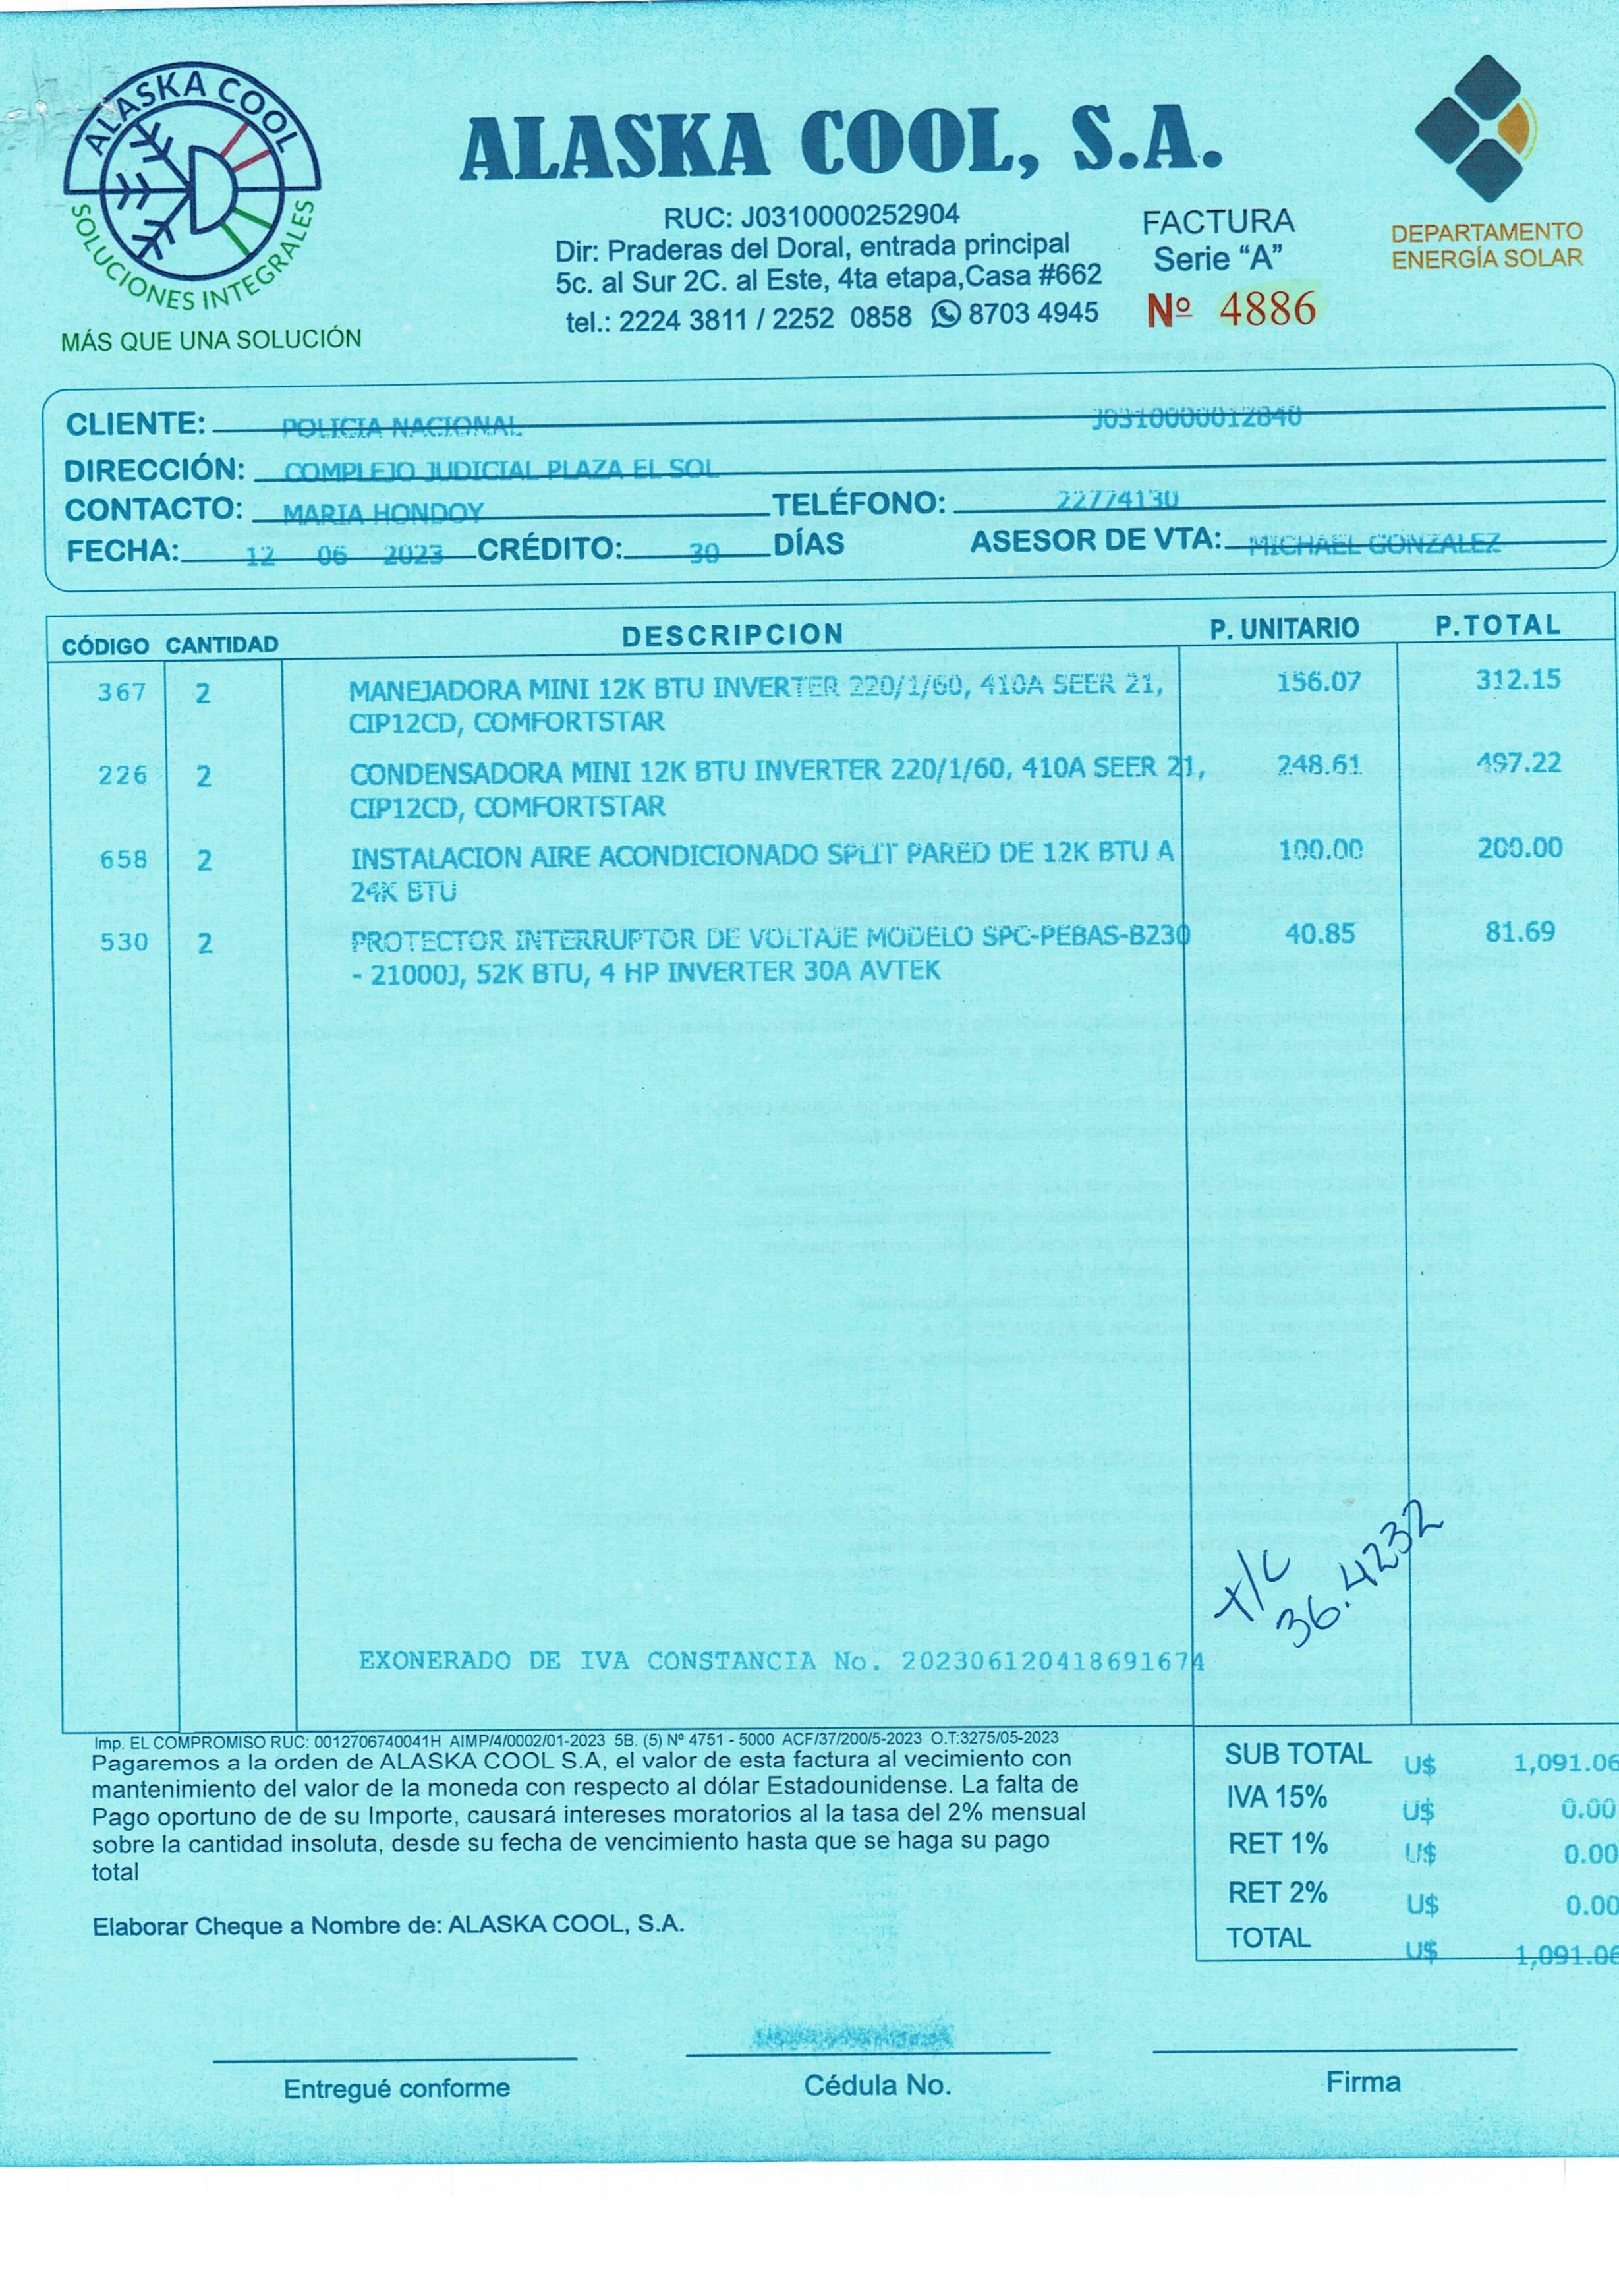 ALASKA COOL
SOLUCIONES INTEGRALES
MÁS QUE UNA SOLUCIÓN
ALASKA COOL, S.A.
RUC: J0310000252904
Dir: Praderas del Doral, entrada principal
5c. al Sur 2C. al Este, 4ta etapa,Casa #662
tel.: 2224 3811 / 2252 0858 8703 4945
FACTURA
Serie “A”
Nº 4886
DEPARTAMENTO
ENERGÍA SOLAR
CLIENTE: POLICIA NACIONAL J0310000012840
DIRECCIÓN: COMPLEJO JUDICIAL PLAZA EL SOL
CONTACTO: MARIA HONDOY TELÉFONO: 22774130
FECHA: 12 06 2023 CRÉDITO: 30 DÍAS ASESOR DE VTA: MICHAEL GONZALEZ
CÓDIGO CANTIDAD DESCRIPCION P. UNITARIO P.TOTAL
367 2 MANEJADORA MINI 12K BTU INVERTER 220/1/60, 410A SEER 21, 156.07 312.15
CIP12CD, COMFORTSTAR
226 2 CONDENSADORA MINI 12K BTU INVERTER 220/1/60, 410A SEER 21, 248.61 497.22
CIP12CD, COMFORTSTAR
658 2 INSTALACION AIRE ACONDICIONADO SPLIT PARED DE 12K BTU A 100.00 200.00
24K BTU
530 2 PROTECTOR INTERRUPTOR DE VOLTAJE MODELO SPC-PEBAS-B230 40.85 81.69
- 21000J, 52K BTU, 4 HP INVERTER 30A AVTEK
t/c
36.4232
EXONERADO DE IVA CONSTANCIA No. 202306120418691674
Imp. EL COMPROMISO RUC: 0012706740041H AIMP/4/0002/01-2023 5B. (5) Nº 4751 - 5000 ACF/37/200/5-2023 O.T:3275/05-2023
Pagaremos a la orden de ALASKA COOL S.A, el valor de esta factura al vecimiento con
mantenimiento del valor de la moneda con respecto al dólar Estadounidense. La falta de
Pago oportuno de de su Importe, causará intereses moratorios al la tasa del 2% mensual
sobre la cantidad insoluta, desde su fecha de vencimiento hasta que se haga su pago
total
Elaborar Cheque a Nombre de: ALASKA COOL, S.A.
SUB TOTAL U$ 1,091.06
IVA 15% U$ 0.00
RET 1% U$ 0.00
RET 2% U$ 0.00
TOTAL U$ 1,091.06
Entregué conforme
Cédula No.
Firma